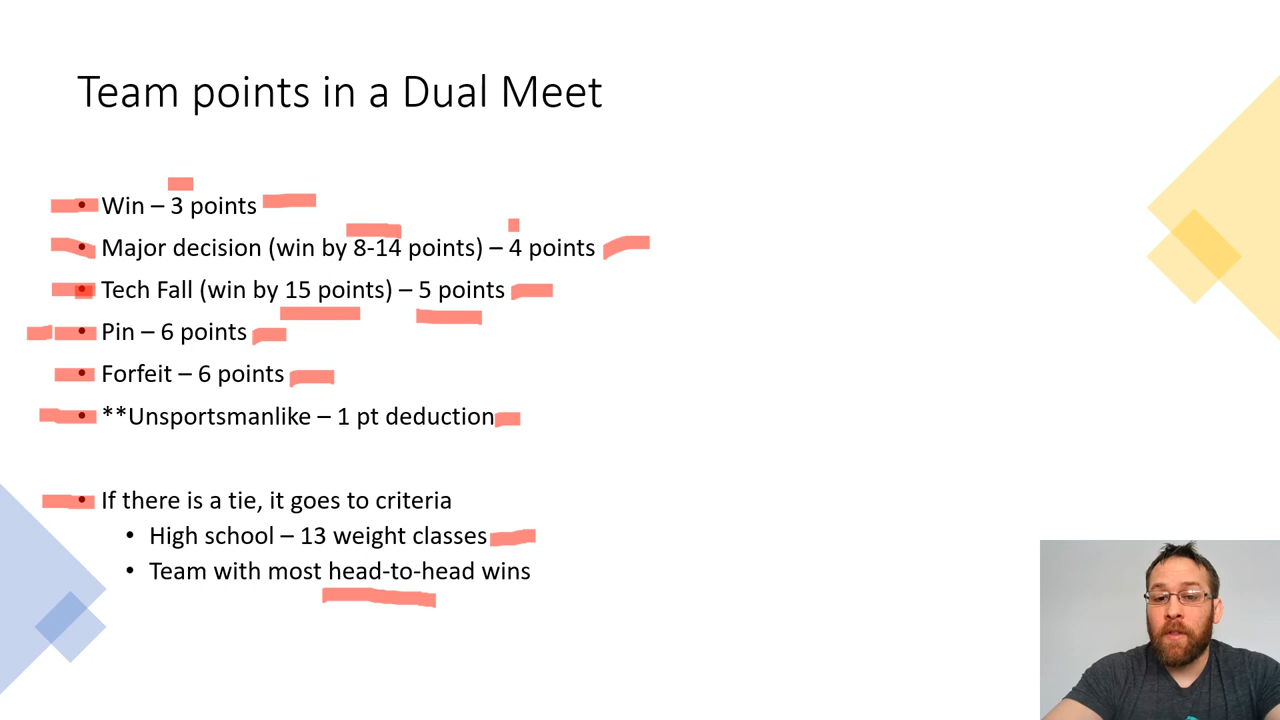 Team points in a Dual Meet
• Win – 3 points
• Major decision (win by 8-14 points) – 4 points
• Tech Fall (win by 15 points) – 5 points
• Pin – 6 points
• Forfeit – 6 points
• **Unsportsmanlike – 1 pt deduction
• If there is a tie, it goes to criteria
• High school – 13 weight classes
• Team with most head-to-head wins